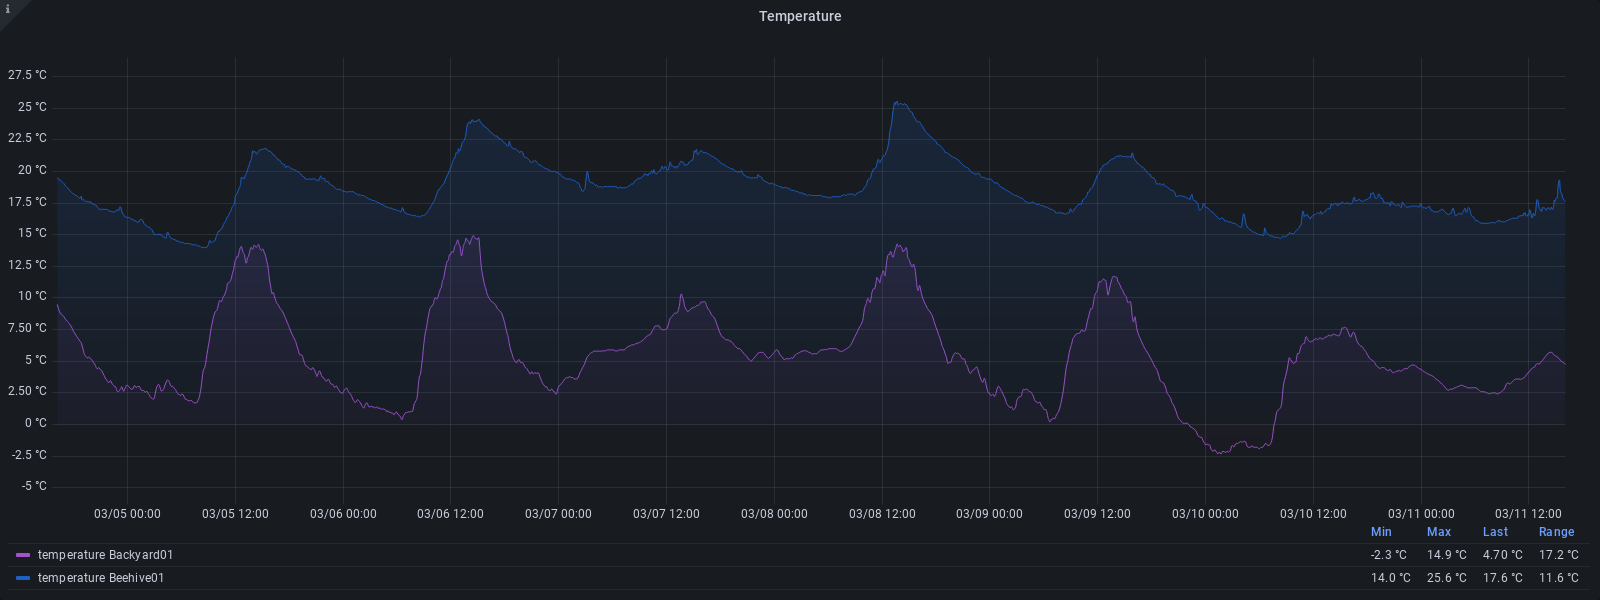 i
Temperature
27.5 °C
25 °C
22.5 °C
20 °C
17.5 °C
15 °C
12.5 °C
10 °C
7.50 °C
5 °C
2.50 °C
0 °C
-2.5 °C
-5 °C
03/05 00:00 03/05 12:00 03/06 00:00 03/06 12:00 03/07 00:00 03/07 12:00 03/08 00:00 03/08 12:00 03/09 00:00 03/09 12:00 03/10 00:00 03/10 12:00 03/11 00:00 03/11 12:00
Min Max Last Range
temperature Backyard01 -2.3 °C 14.9 °C 4.70 °C 17.2 °C
temperature Beehive01 14.0 °C 25.6 °C 17.6 °C 11.6 °C